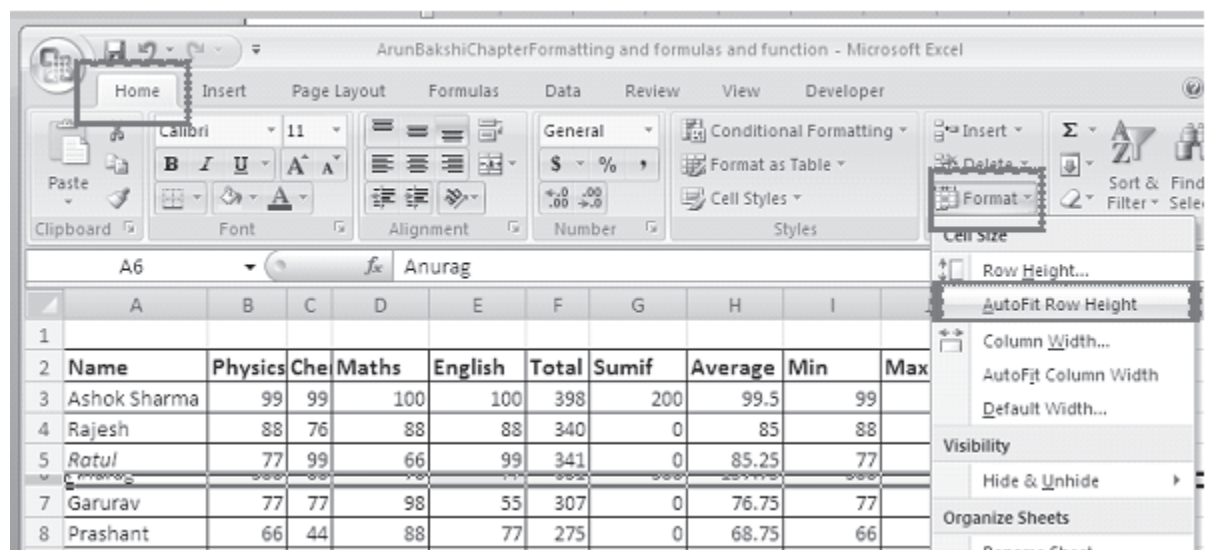 ArunBakshiChapterFormatting and formulas and function - Microsoft Excel
Home Insert Page Layout Formulas Data Review View Developer
Calibri 11 General Conditional Formatting Insert Σ
B I U A A $ % , Format as Table Delete
Paste A .00 .0 Cell Styles Format Sort & Filter Find
Clipboard Font Alignment Number Styles
Cell Size
A6 fx Anurag
Row Height...
AutoFit Row Height
Column Width...
AutoFit Column Width
Default Width...
Visibility
Hide & Unhide
Organize Sheets
A B C D E F G H I
1
2 Name Physics Che Maths English Total Sumif Average Min Max
3 Ashok Sharma 99 99 100 100 398 200 99.5 99
4 Rajesh 88 76 88 88 340 0 85 88
5 Ratul 77 99 66 99 341 0 85.25 77
7 Garurav 77 77 98 55 307 0 76.75 77
8 Prashant 66 44 88 77 275 0 68.75 66